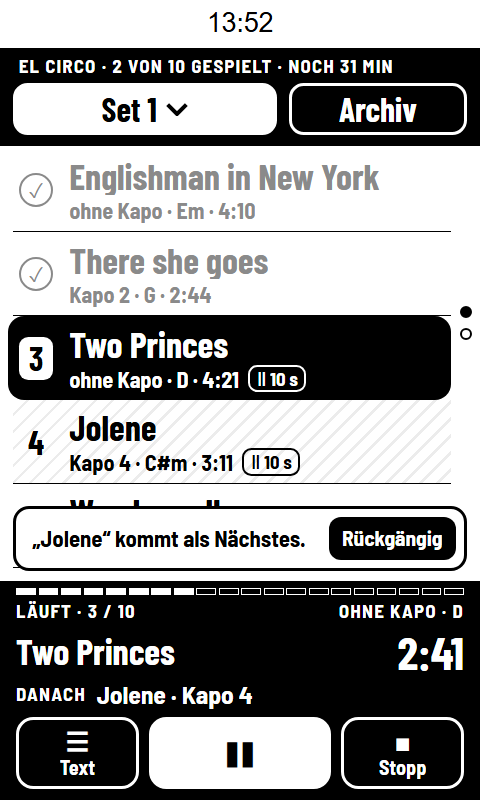 13:52
EL CIRCO · 2 VON 10 GESPIELT · NOCH 31 MIN
Set 1
Archiv
Englishman in New York
ohne Kapo · Em · 4:10
There she goes
Kapo 2 · G · 2:44
3
Two Princes
ohne Kapo · D · 4:21
10 s
4
Jolene
Kapo 4 · C#m · 3:11
10 s
„Jolene“ kommt als Nächstes.
Rückgängig
LÄUFT · 3 / 10
OHNE KAPO · D
Two Princes
2:41
DANACH Jolene · Kapo 4
Text
Stopp